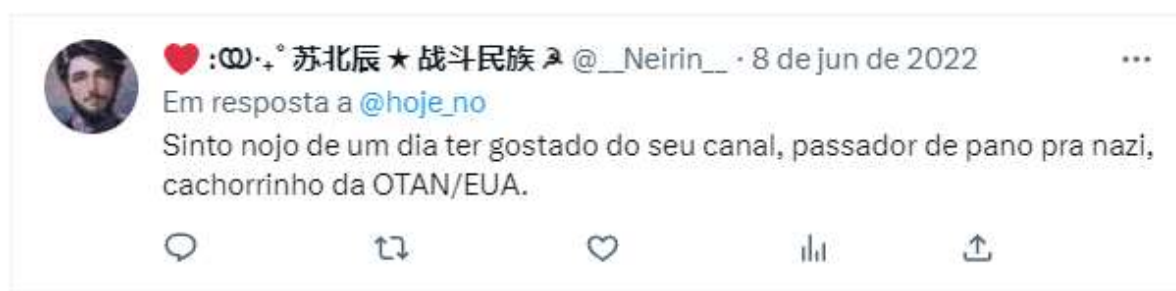 ❤️ :ꔫ·₊˚ 苏北辰 ★ 战斗民族 ☭ @__Neirin__ · 8 de jun de 2022
Em resposta a @hoje_no
Sinto nojo de um dia ter gostado do seu canal, passador de pano pra nazi,
cachorrinho da OTAN/EUA.